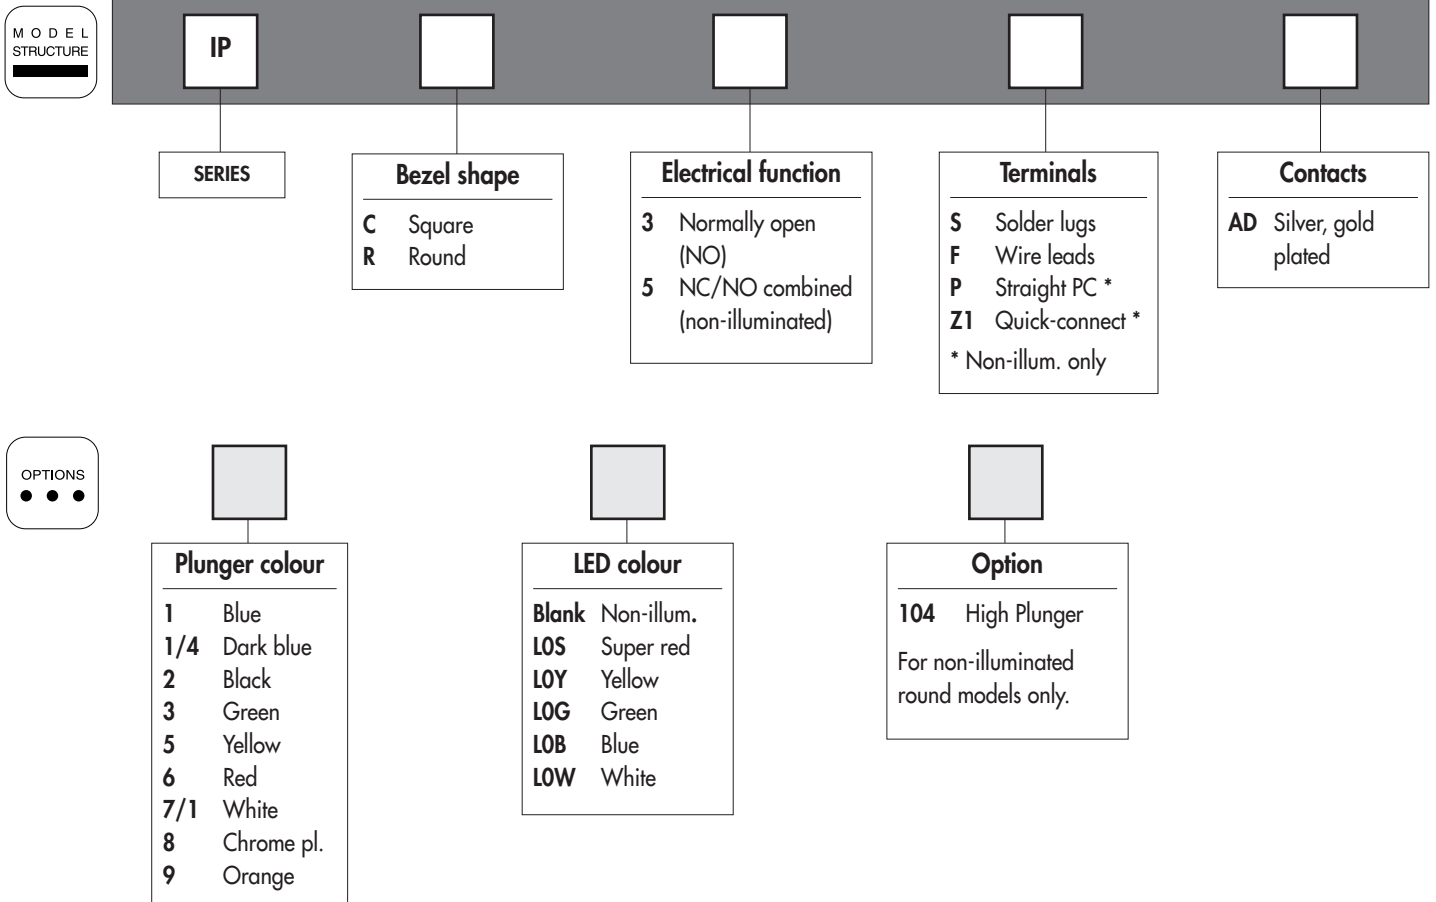 MODEL
STRUCTURE
IP
SERIES
Bezel shape
C Square
R Round
Electrical function
3 Normally open
(NO)
5 NC/NO combined
(non-illuminated)
Terminals
S Solder lugs
F Wire leads
P Straight PC *
Z1 Quick-connect *
* Non-illum. only
Contacts
AD Silver, gold
plated
OPTIONS
Plunger colour
1 Blue
1/4 Dark blue
2 Black
3 Green
5 Yellow
6 Red
7/1 White
8 Chrome pl.
9 Orange
LED colour
Blank Non-illum.
L0S Super red
L0Y Yellow
L0G Green
L0B Blue
L0W White
Option
104 High Plunger
For non-illuminated
round models only.